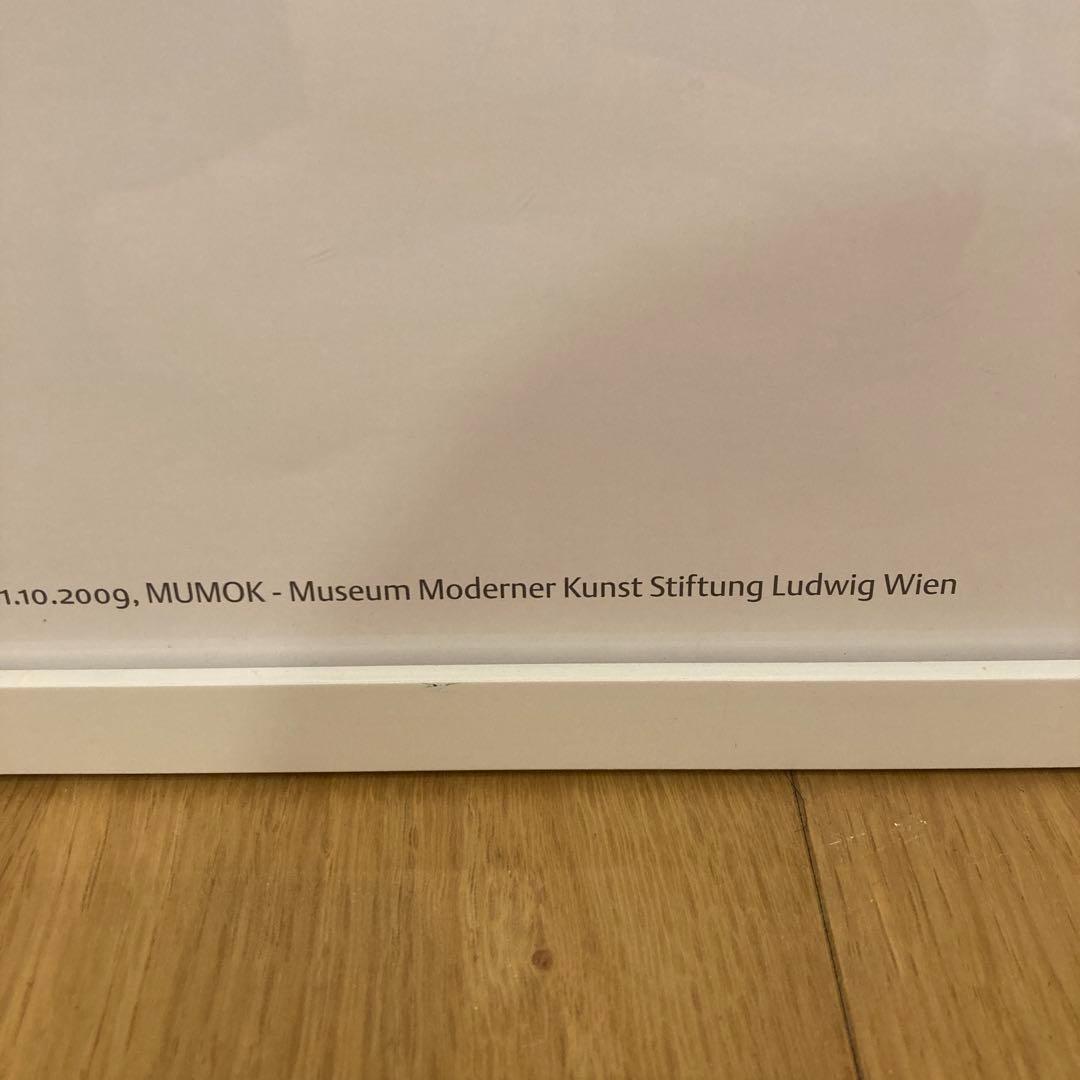 1.10.2009, MUMOK - Museum Moderner Kunst Stiftung Ludwig Wien